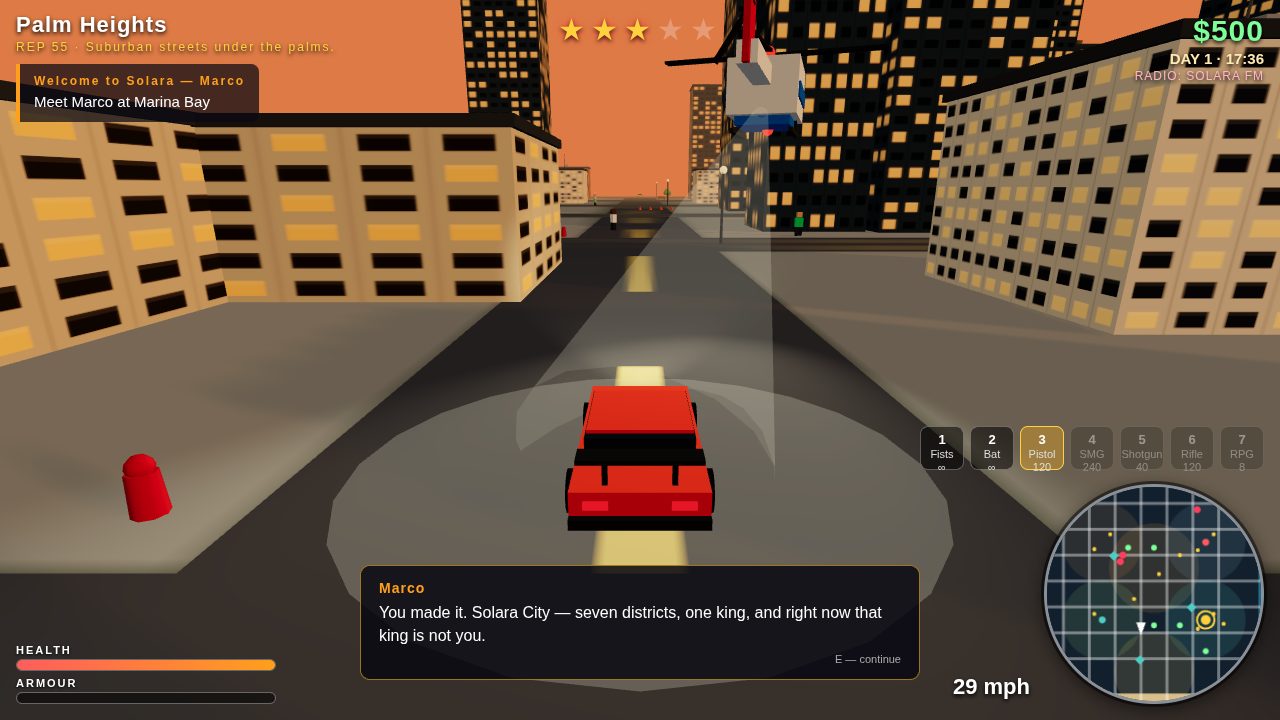 Palm Heights
REP 55 · Suburban streets under the palms.
Welcome to Solara — Marco
Meet Marco at Marina Bay
$500
DAY 1 · 17:36
RADIO: SOLARA FM
1 2 3 4 5 6 7
Fists Bat Pistol SMG Shotgun Rifle RPG
∞ ∞ 120 240 40 120 8
Marco
You made it. Solara City — seven districts, one king, and right now that
king is not you.
E — continue
HEALTH
ARMOUR
29 mph